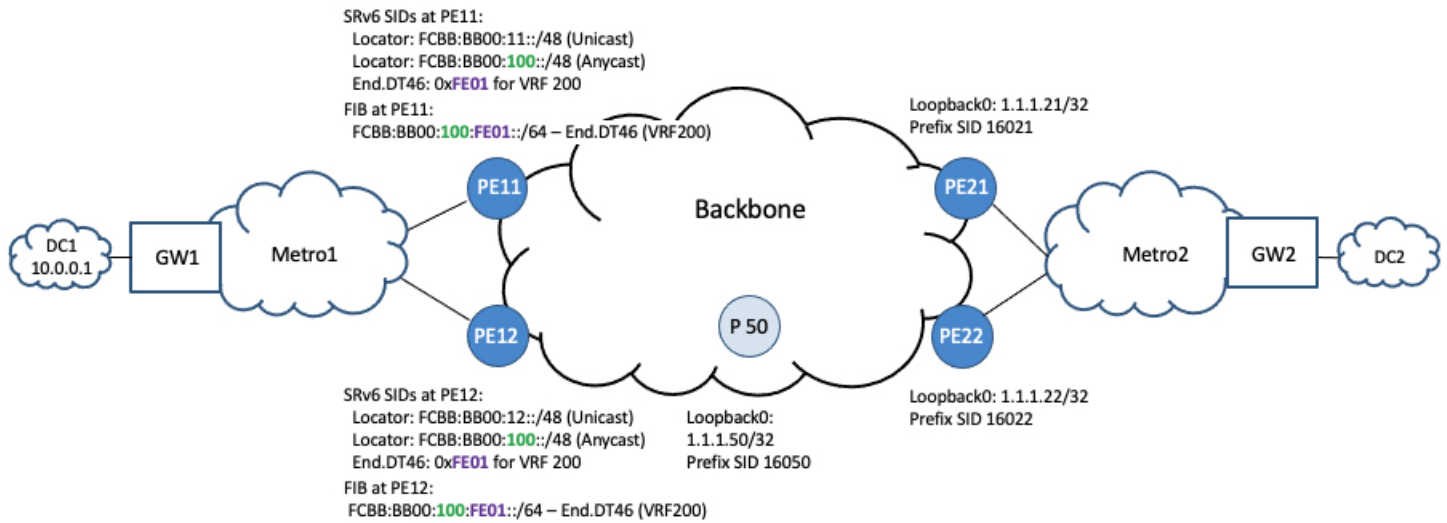 SRv6 SIDs at PE11:
Locator: FCBB:BB00:11::/48 (Unicast)
Locator: FCBB:BB00:100::/48 (Anycast)
End.DT46: 0xFE01 for VRF 200
FIB at PE11:
FCBB:BB00:100:FE01::/64 – End.DT46 (VRF200)
Loopback0: 1.1.1.21/32
Prefix SID 16021
PE11
PE21
Backbone
DC1
10.0.0.1
GW1
Metro1
Metro2
GW2
DC2
PE12
P 50
PE22
SRv6 SIDs at PE12:
Locator: FCBB:BB00:12::/48 (Unicast)
Locator: FCBB:BB00:100::/48 (Anycast)
End.DT46: 0xFE01 for VRF 200
FIB at PE12:
FCBB:BB00:100:FE01::/64 – End.DT46 (VRF200)
Loopback0:
1.1.1.50/32
Prefix SID 16050
Loopback0: 1.1.1.22/32
Prefix SID 16022